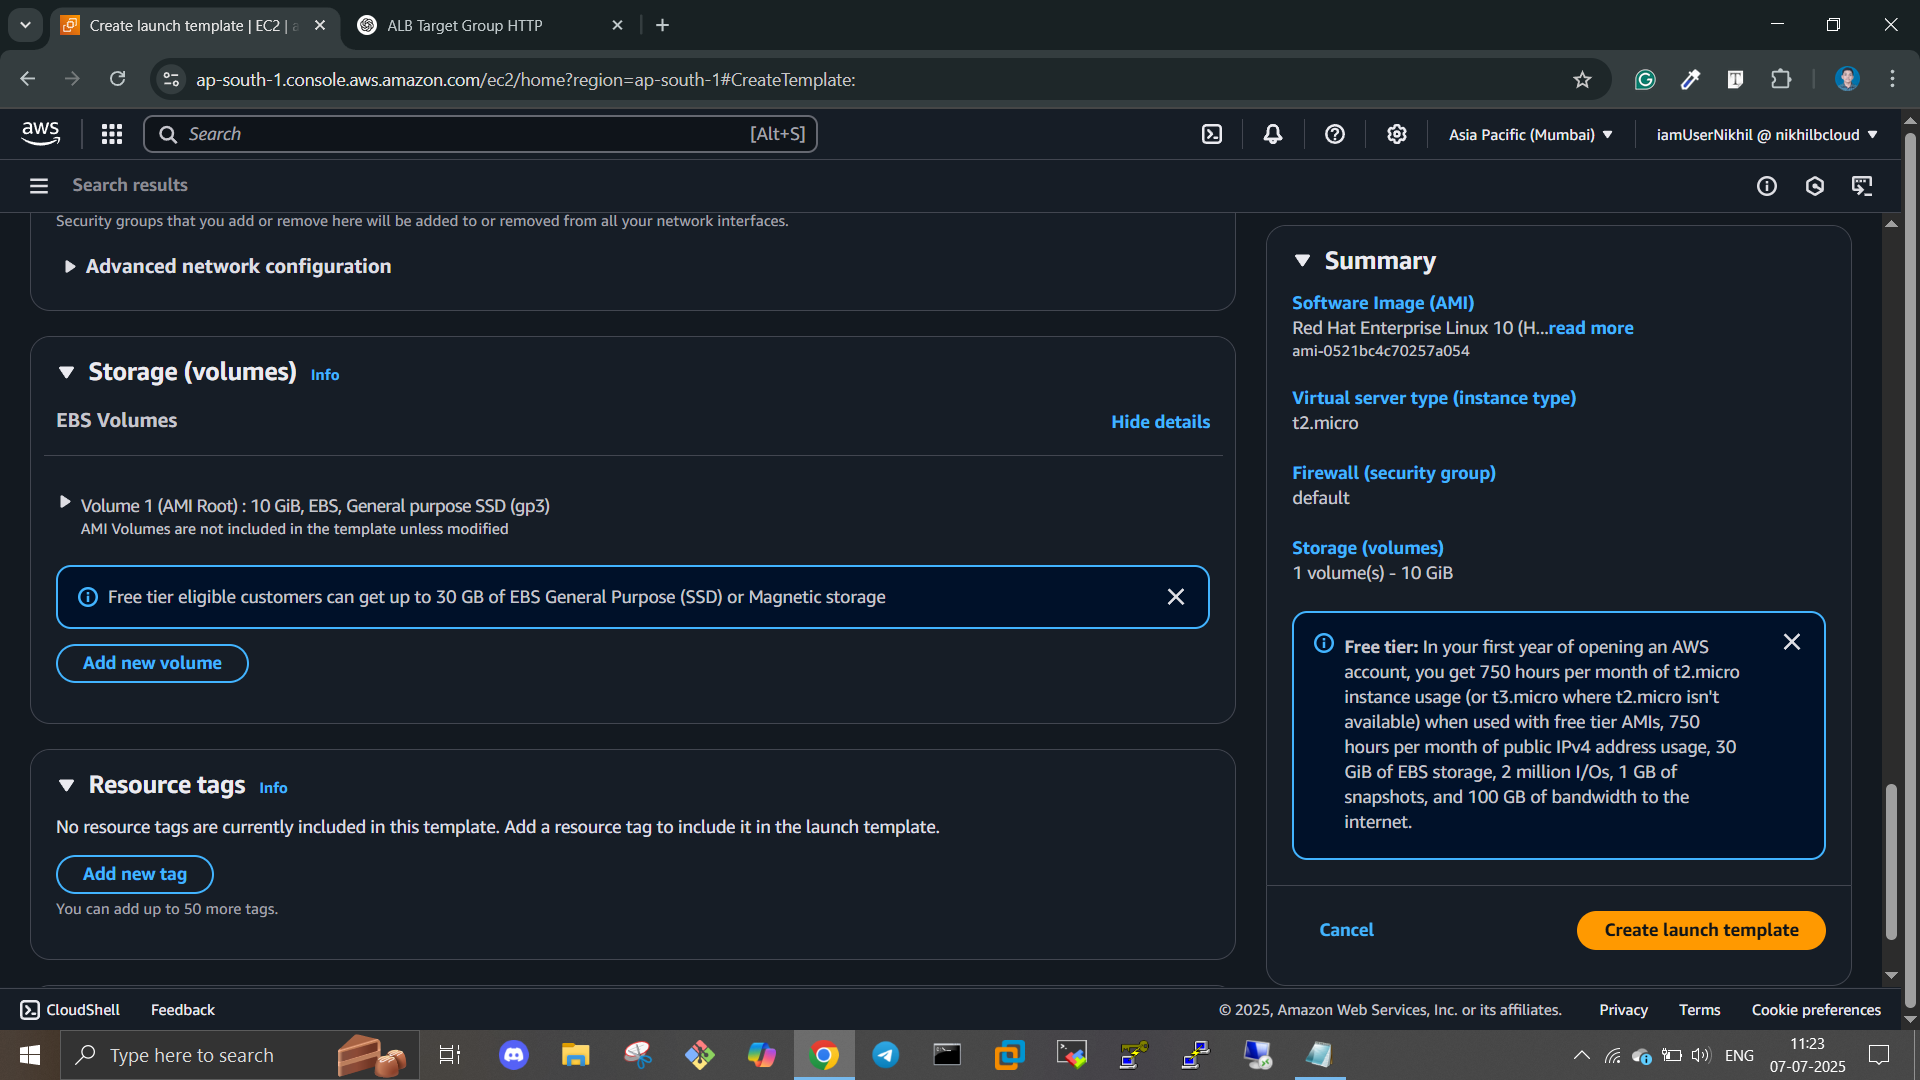 Create launch template | EC2 | a
ALB Target Group HTTP
ap-south-1.console.aws.amazon.com/ec2/home?region=ap-south-1#CreateTemplate:
aws
Search
[Alt+S]
Asia Pacific (Mumbai)
iamUserNikhil @ nikhilbcloud
Search results
Security groups that you add or remove here will be added to or removed from all your network interfaces.
Advanced network configuration
Storage (volumes) Info
EBS Volumes
Hide details
Volume 1 (AMI Root) : 10 GiB, EBS, General purpose SSD (gp3)
AMI Volumes are not included in the template unless modified
Free tier eligible customers can get up to 30 GB of EBS General Purpose (SSD) or Magnetic storage
Add new volume
Resource tags Info
No resource tags are currently included in this template. Add a resource tag to include it in the launch template.
Add new tag
You can add up to 50 more tags.
Summary
Software Image (AMI)
Red Hat Enterprise Linux 10 (H...read more
ami-0521bc4c70257a054
Virtual server type (instance type)
t2.micro
Firewall (security group)
default
Storage (volumes)
1 volume(s) - 10 GiB
Free tier: In your first year of opening an AWS
account, you get 750 hours per month of t2.micro
instance usage (or t3.micro where t2.micro isn't
available) when used with free tier AMIs, 750
hours per month of public IPv4 address usage, 30
GiB of EBS storage, 2 million I/Os, 1 GB of
snapshots, and 100 GB of bandwidth to the
internet.
Cancel
Create launch template
CloudShell
Feedback
© 2025, Amazon Web Services, Inc. or its affiliates.
Privacy
Terms
Cookie preferences
Type here to search
ENG
11:23
07-07-2025